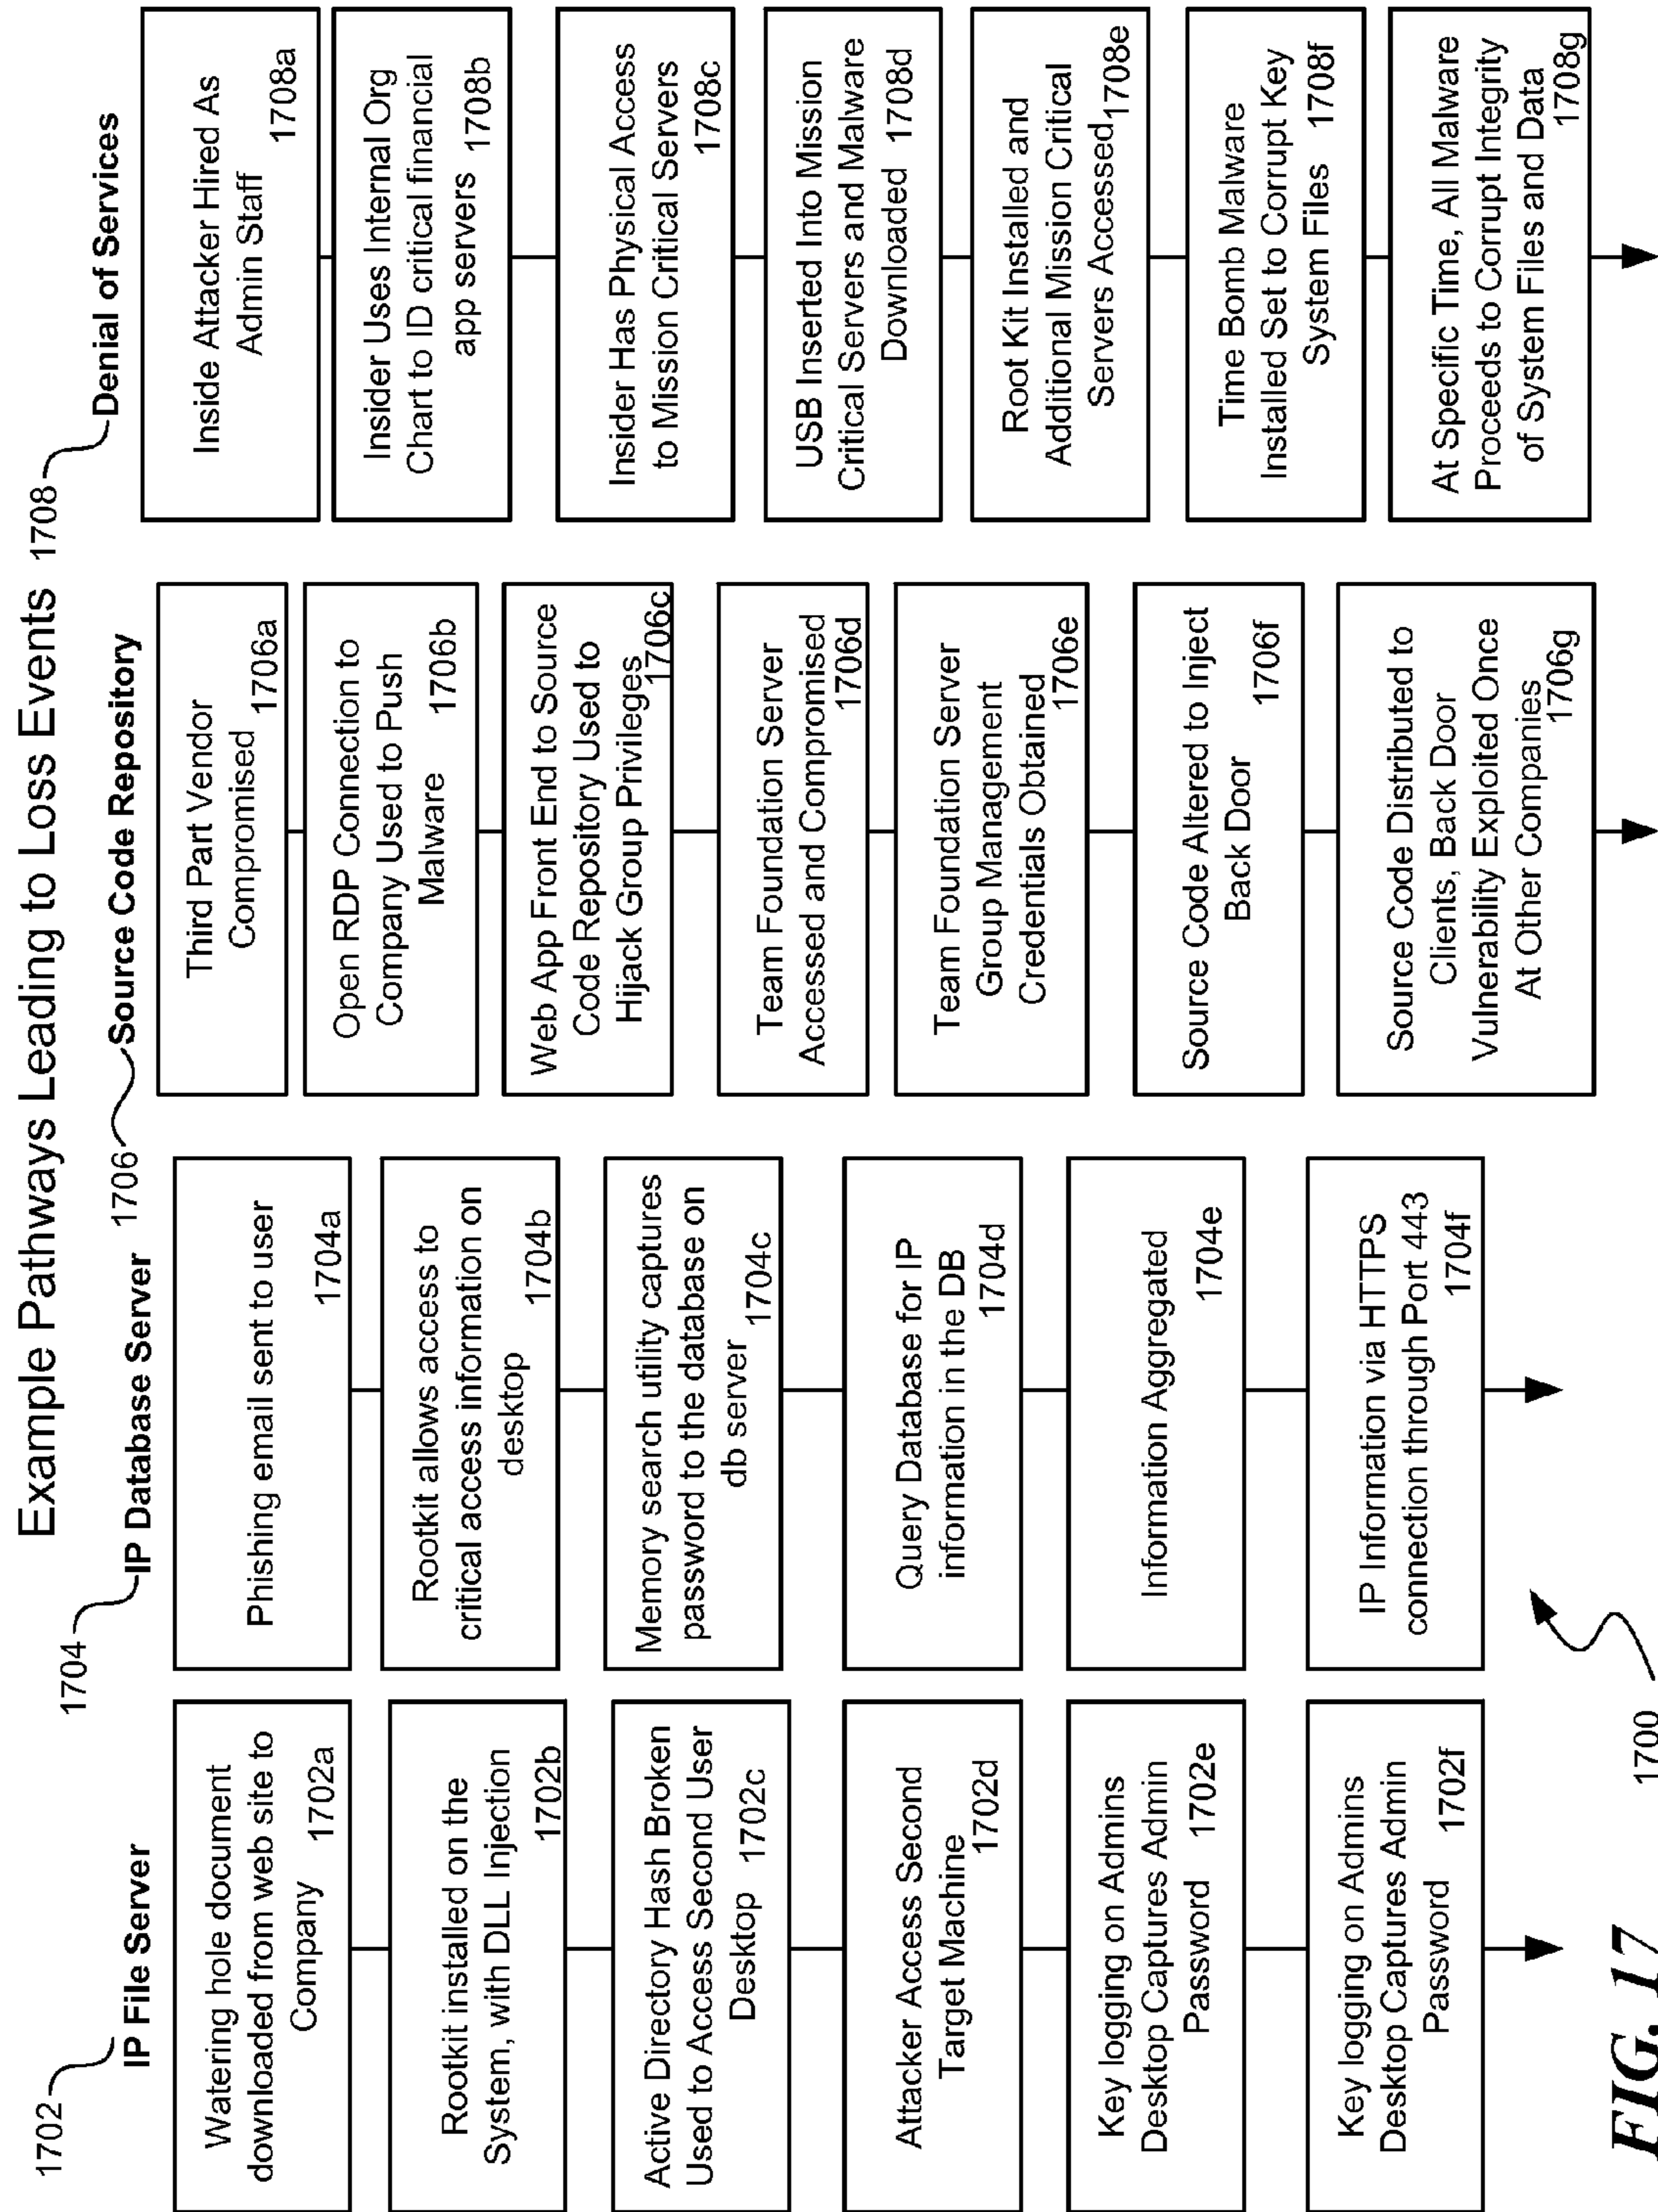 Example Pathways Leading to Loss Events
1702
IP File Server
Watering hole document
downloaded from web site to
Company 1702a
Rootkit installed on the
System, with DLL Injection
1702b
Active Directory Hash Broken
Used to Access Second User
Desktop 1702c
Attacker Access Second
Target Machine
1702d
Key logging on Admins
Desktop Captures Admin
Password 1702e
Key logging on Admins
Desktop Captures Admin
Password 1702f
1704
IP Database Server
Phishing email sent to user
1704a
Rootkit allows access to
critical access information on
desktop 1704b
Memory search utility captures
password to the database on
db server 1704c
Query Database for IP
information in the DB
1704d
Information Aggregated
1704e
IP Information via HTTPS
connection through Port 443
1704f
1706
Source Code Repository
Third Part Vendor
Compromised
1706a
Open RDP Connection to
Company Used to Push
Malware 1706b
Web App Front End to Source
Code Repository Used to
Hijack Group Privileges
1706c
Team Foundation Server
Accessed and Compromised
1706d
Team Foundation Server
Group Management
Credentials Obtained
1706e
Source Code Altered to Inject
Back Door
1706f
Source Code Distributed to
Clients, Back Door
Vulnerability Exploited Once
At Other Companies
1706g
1708
Denial of Services
Inside Attacker Hired As
Admin Staff
1708a
Insider Uses Internal Org
Chart to ID critical financial
app servers 1708b
Insider Has Physical Access
to Mission Critical Servers
1708c
USB Inserted Into Mission
Critical Servers and Malware
Downloaded 1708d
Root Kit Installed and
Additional Mission Critical
Servers Accessed 1708e
Time Bomb Malware
Installed Set to Corrupt Key
System Files 1708f
At Specific Time, All Malware
Proceeds to Corrupt Integrity
of System Files and Data
1708g
1700
FIG. 17